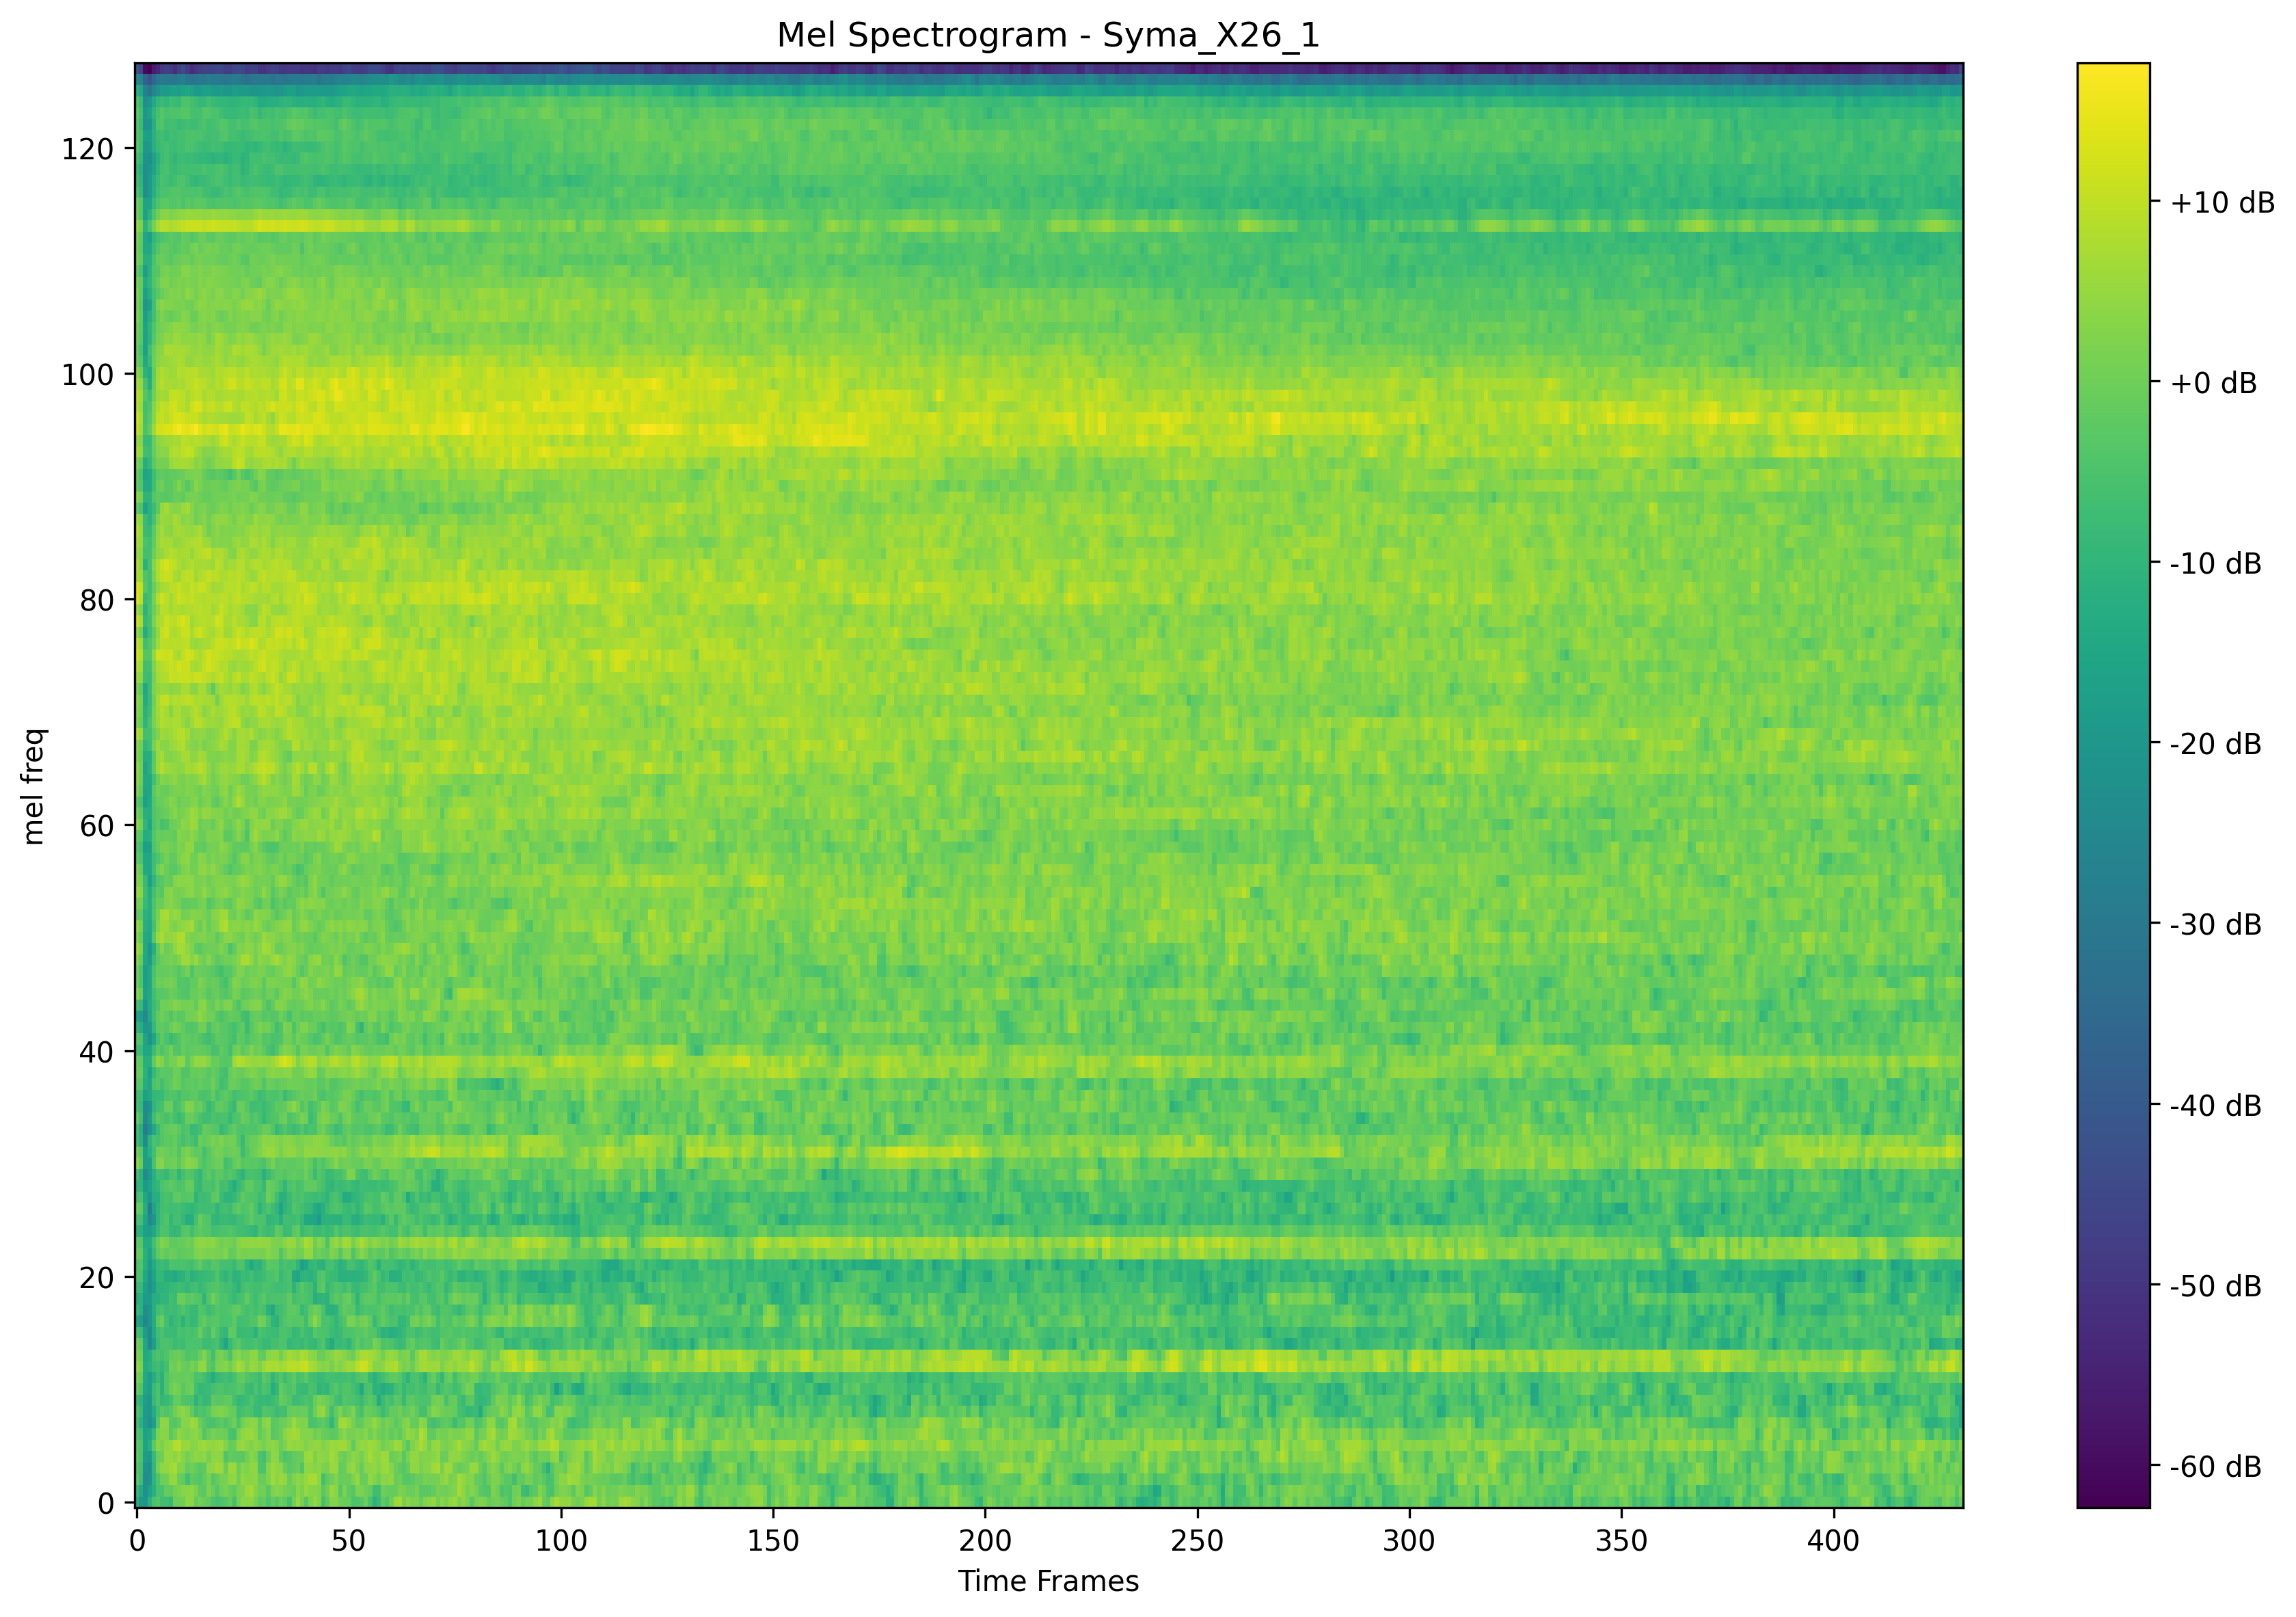 Mel Spectrogram - Syma_X26_1
mel freq
120
100
80
60
40
20
0
0 50 100 150 200 250 300 350 400
Time Frames
+10 dB
+0 dB
-10 dB
-20 dB
-30 dB
-40 dB
-50 dB
-60 dB